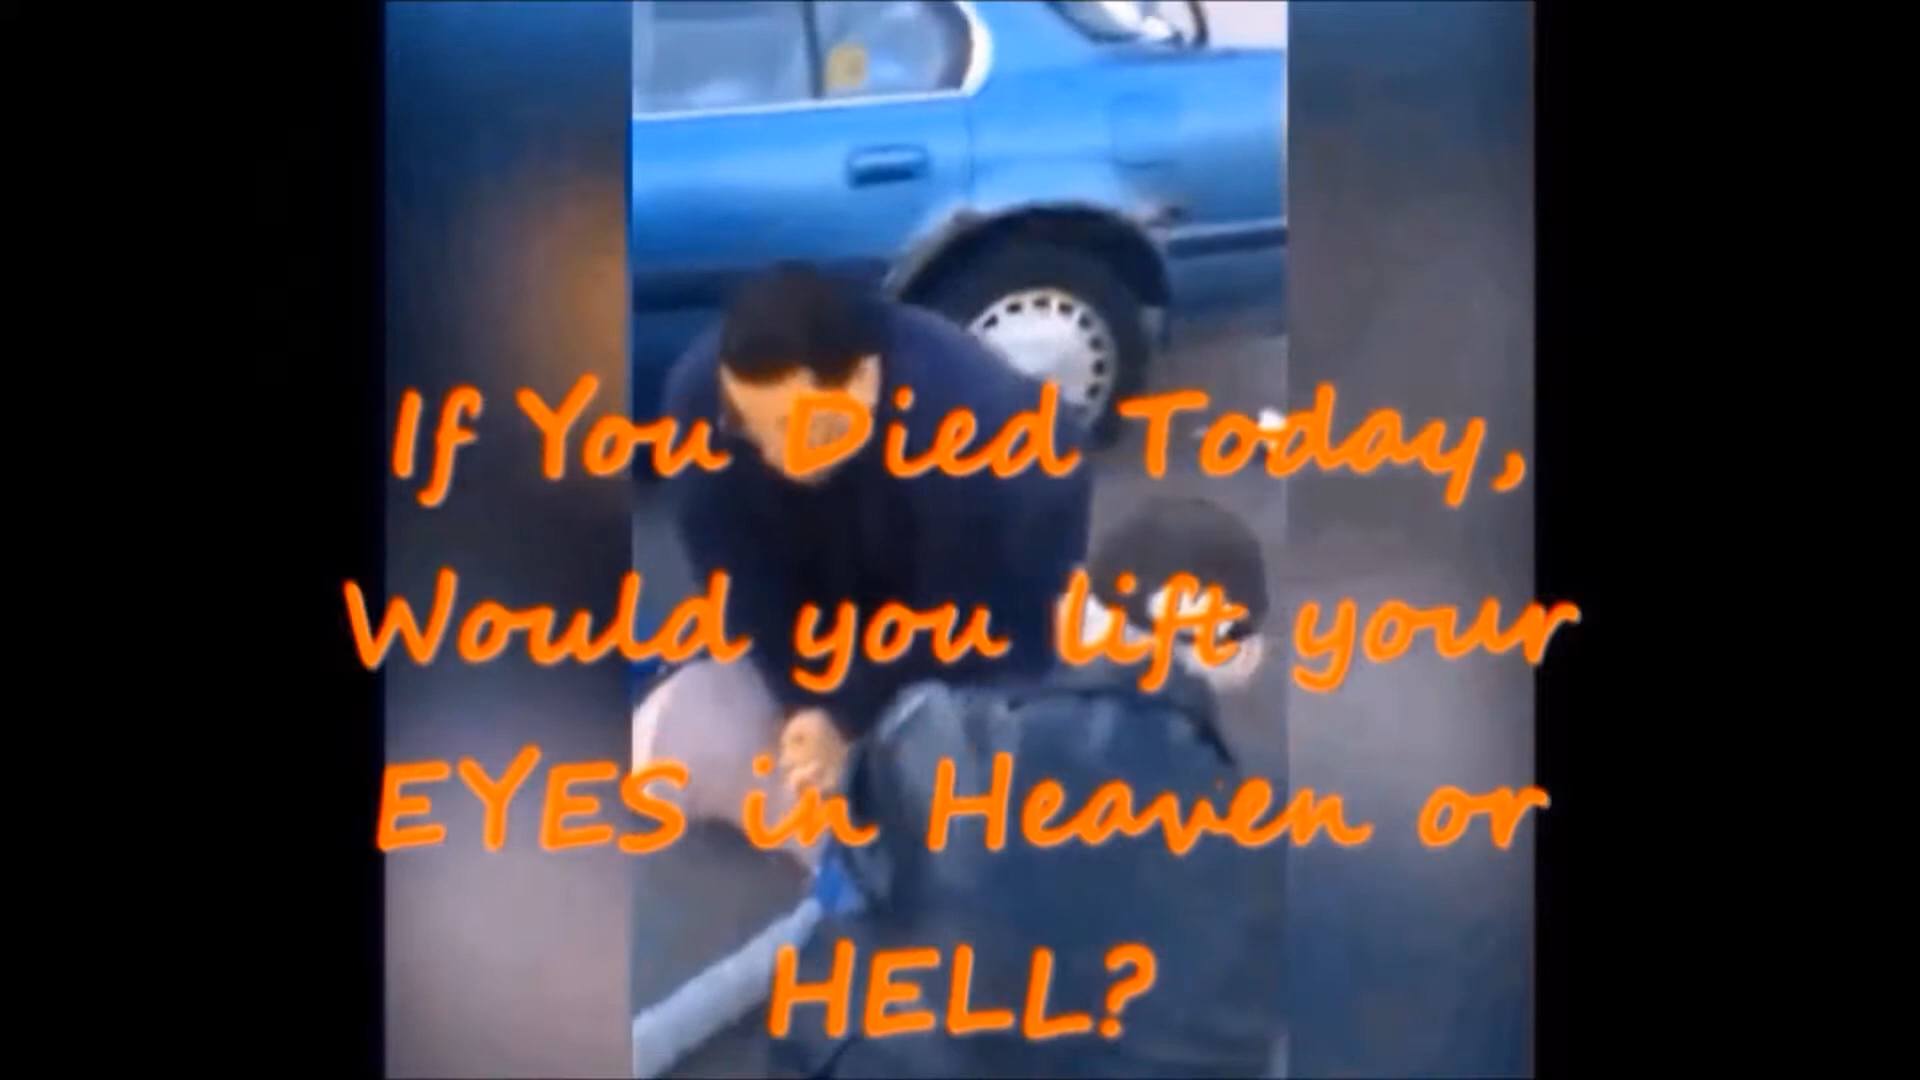 If You Died Today,
Would you lift your
EYES in Heaven or
HELL?